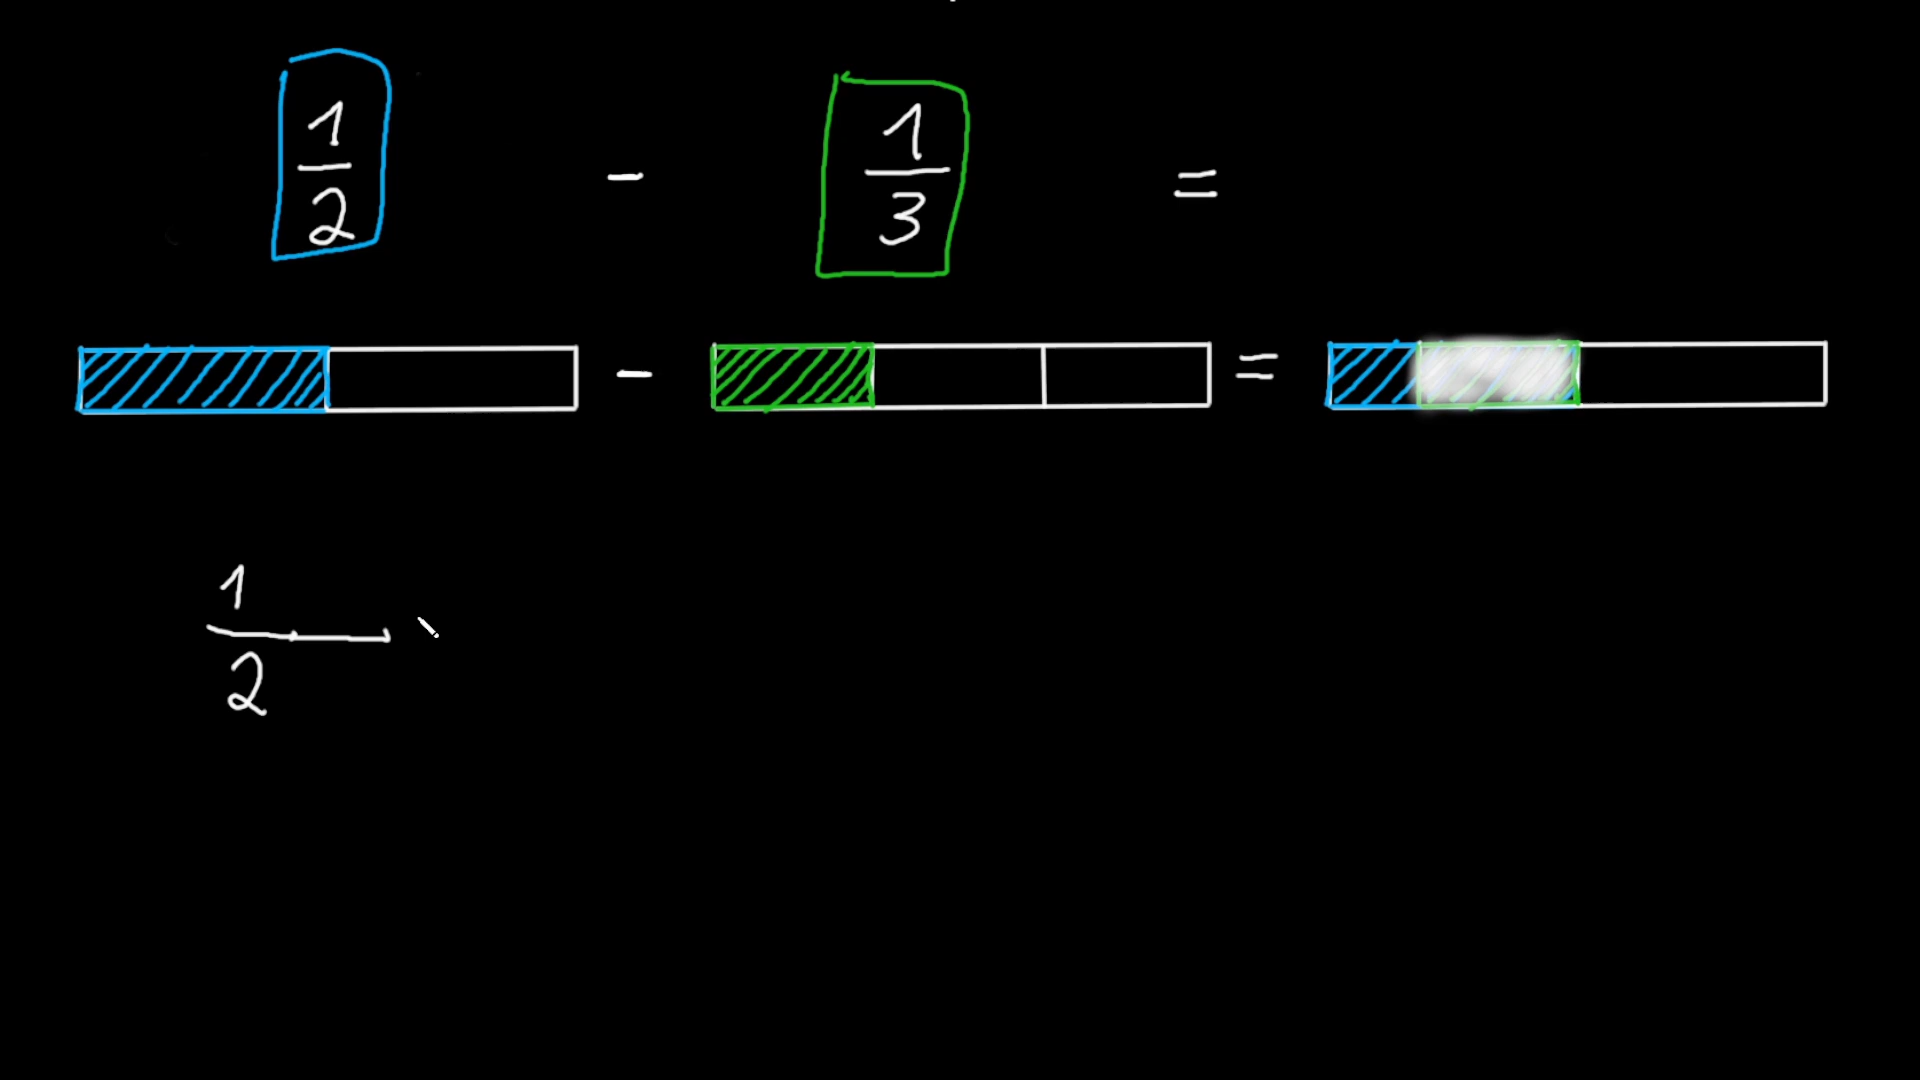 1/2 - 1/3 =
- =
1/2